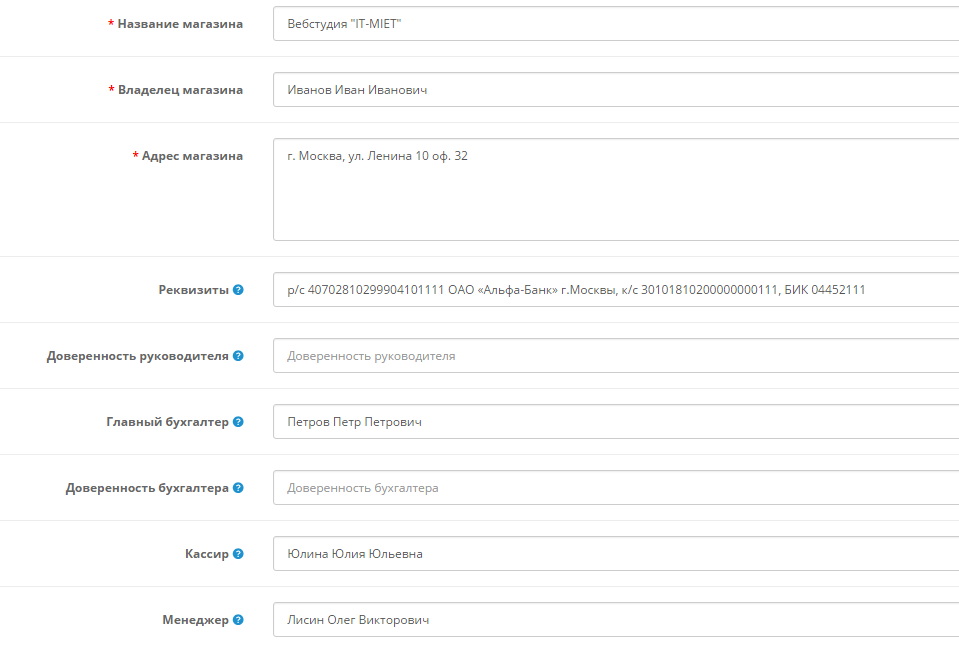 * Название магазина Вебстудия "IT-MIET"
* Владелец магазина Иванов Иван Иванович
* Адрес магазина г. Москва, ул. Ленина 10 оф. 32
Реквизиты ? р/с 40702810299904101111 ОАО «Альфа-Банк» г.Москвы, к/с 30101810200000000111, БИК 04452111
Доверенность руководителя ? Доверенность руководителя
Главный бухгалтер ? Петров Петр Петрович
Доверенность бухгалтера ? Доверенность бухгалтера
Кассир ? Юлина Юлия Юльевна
Менеджер ? Лисин Олег Викторович